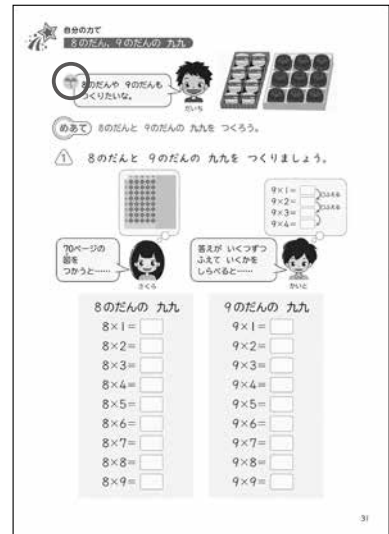 自分の力で
8のだん，9のだんの 九九
8のだんや 9のだんも
つくりたいな。
だいち
めあて 8のだんと 9のだんの 九九を つくろう。
1 8のだんと 9のだんの 九九を つくりましょう。
9×1=
9×2=
9×3=
9×4=
□ふえる
□ふえる
70ページの
図を
つかうと……
さくら
答えが いくつずつ
ふえて いくかを
しらべると……
かいと
8のだんの 九九
8×1=
8×2=
8×3=
8×4=
8×5=
8×6=
8×7=
8×8=
8×9=
9のだんの 九九
9×1=
9×2=
9×3=
9×4=
9×5=
9×6=
9×7=
9×8=
9×9=
31